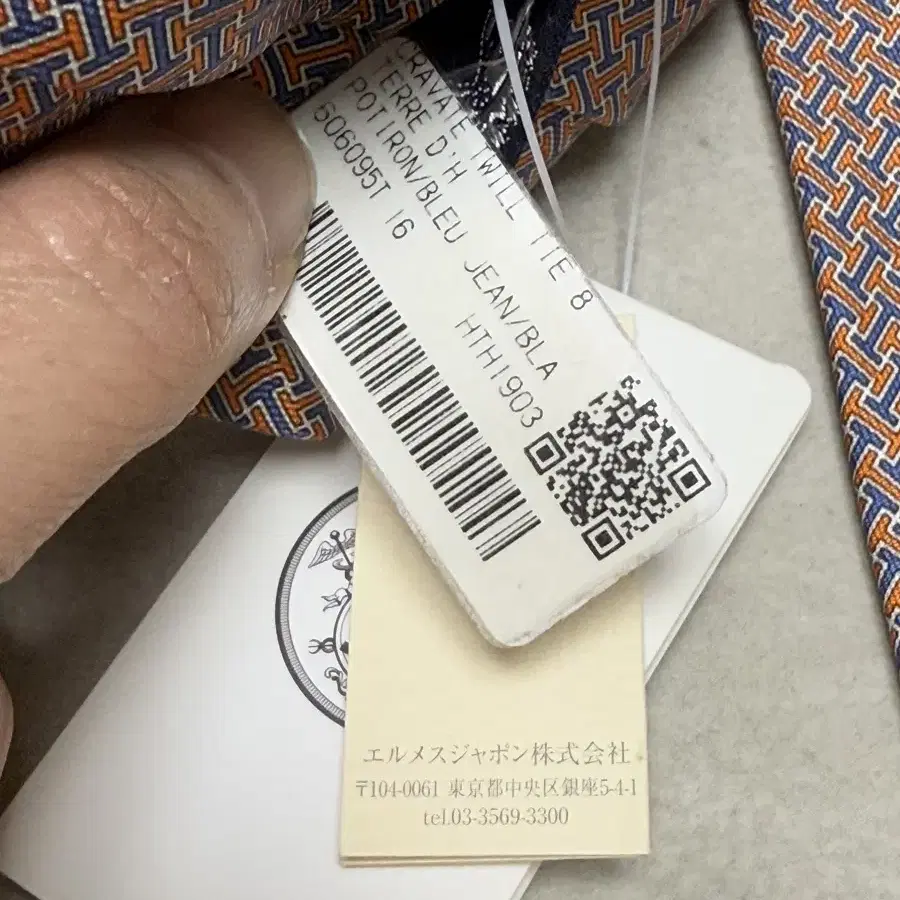 CRAVATE TWILL TIE 8
TERRE D'H
POTIRON/BLEU JEAN/BLA
606095T 16 HTH1903
エルメスジャポン株式会社
〒104-0061 東京都中央区銀座5-4-1
tel.03-3569-3300